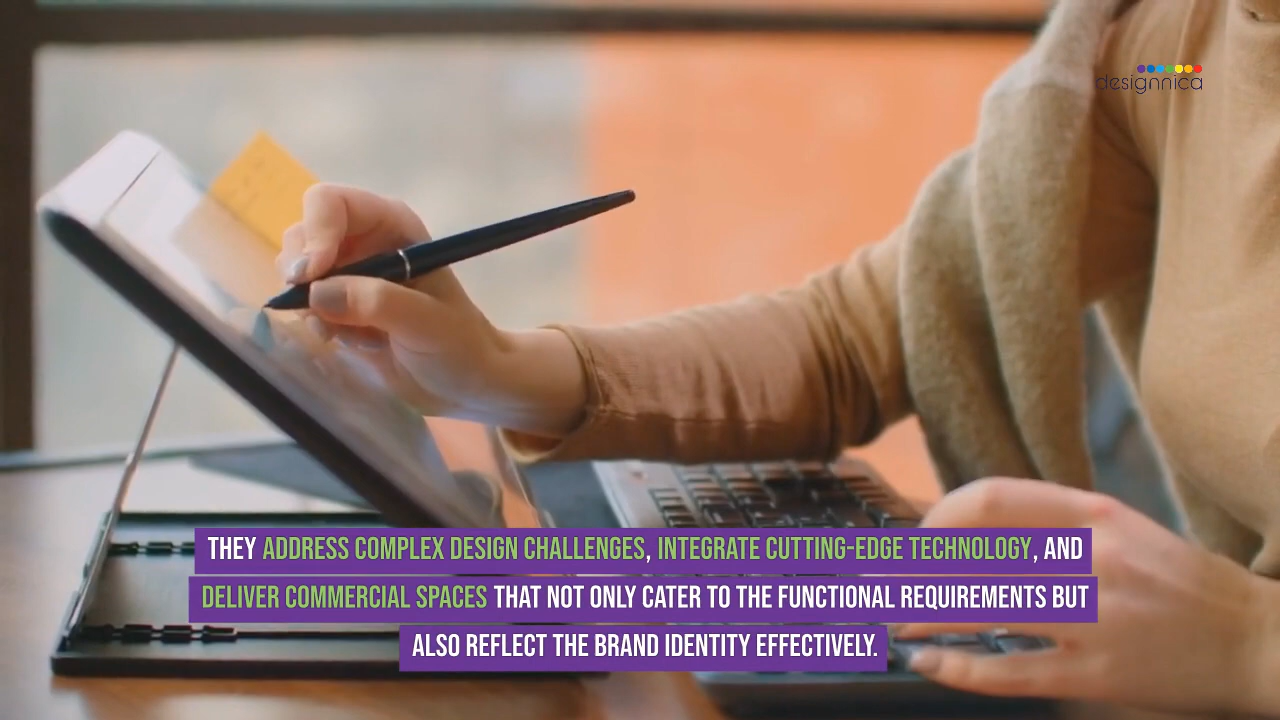 designnica
THEY ADDRESS COMPLEX DESIGN CHALLENGES, INTEGRATE CUTTING-EDGE TECHNOLOGY, AND
DELIVER COMMERCIAL SPACES THAT NOT ONLY CATER TO THE FUNCTIONAL REQUIREMENTS BUT
ALSO REFLECT THE BRAND IDENTITY EFFECTIVELY.